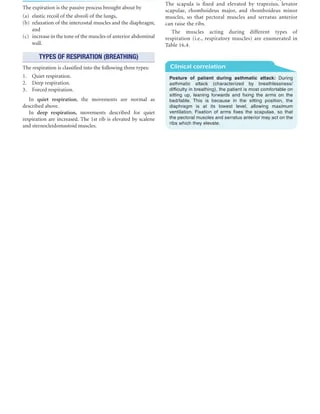 The expiration is the passive process brought about by
(a) elastic recoil of the alveoli of the lungs,
(b) relaxation of the intercostal muscles and the diaphragm,
and
(c) increase in the tone of the muscles of anterior abdominal
wall.
TYPES OF RESPIRATION (BREATHING)
The respiration is classified into the following three types:
1. Quiet respiration.
2. Deep respiration.
3. Forced respiration.
In quiet respiration, the movements are normal as
described above.
In deep respiration, movements described for quiet
respiration are increased. The 1st rib is elevated by scalene
and sternocleidomastoid muscles.
The scapula is fixed and elevated by trapezius, levator
scapulae, rhomboideus major, and rhomboideus minor
muscles, so that pectoral muscles and serratus anterior
can raise the ribs.
The muscles acting during different types of
respiration (i.e., respiratory muscles) are enumerated in
Table 16.4.
Clinical correlation
Posture of patient during asthmatic attack: During
asthmatic attack (characterized by breathlessness/
difficulty in breathing), the patient is most comfortable on
sitting up, leaning forwards and fixing the arms on the
bed/table. This is because in the sitting position, the
diaphragm is at its lowest level, allowing maximum
ventilation. Fixation of arms fixes the scapulae, so that
the pectoral muscles and serratus anterior may act on the
ribs which they elevate.